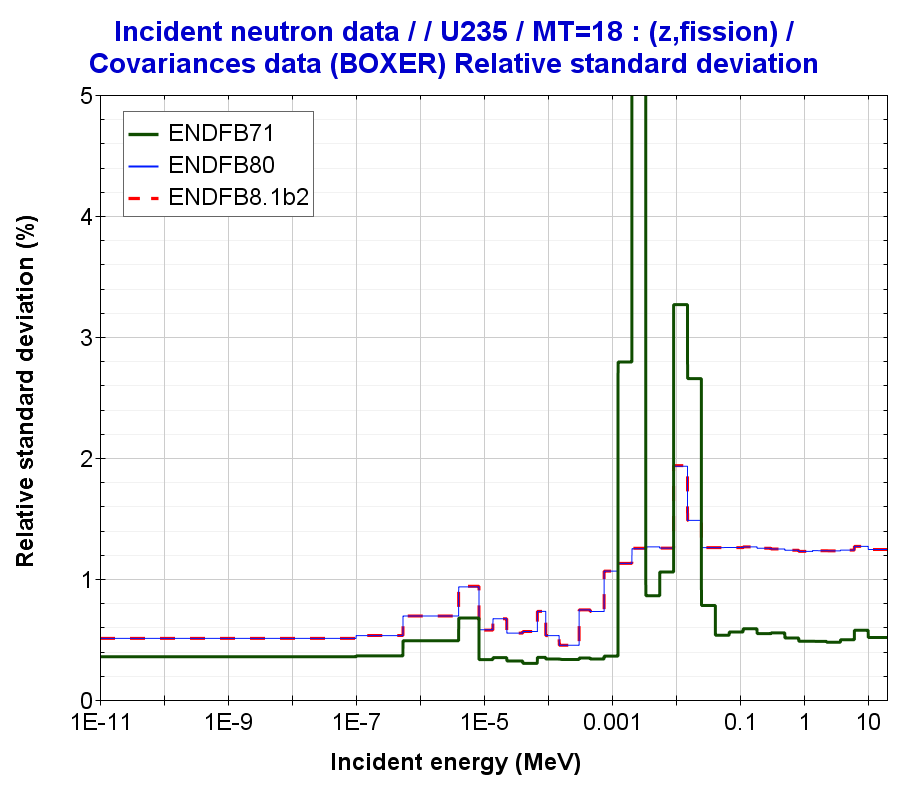 Incident neutron data / / U235 / MT=18 : (z,fission) /
Covariances data (BOXER) Relative standard deviation
5
ENDFB71
ENDFB80
ENDFB8.1b2
4
3
2
1
0
Relative standard deviation (%)
1E-11 1E-9 1E-7 1E-5 0.001 0.1 1 10
Incident energy (MeV)